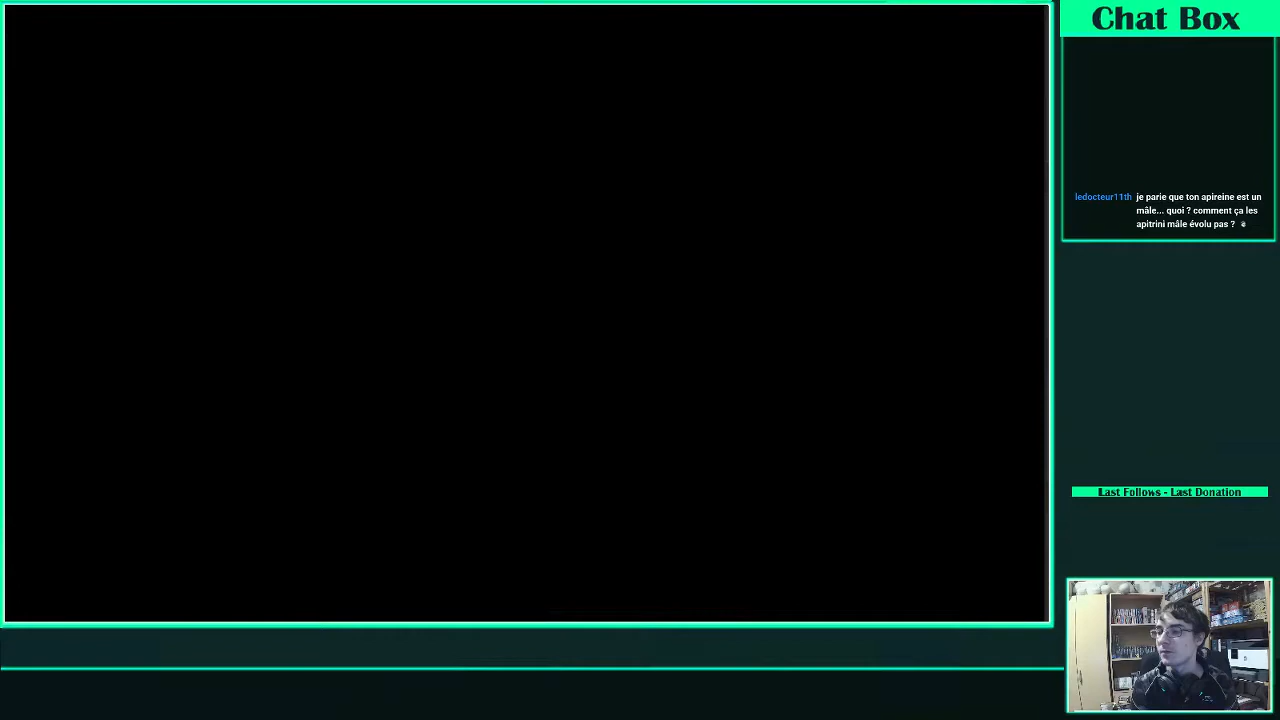 Chat Box
ledocteur11th je parie que ton apireine est un
mâle... quoi ? comment ça les
apitrini mâle évolu pas ?
Last Follows - Last Donation